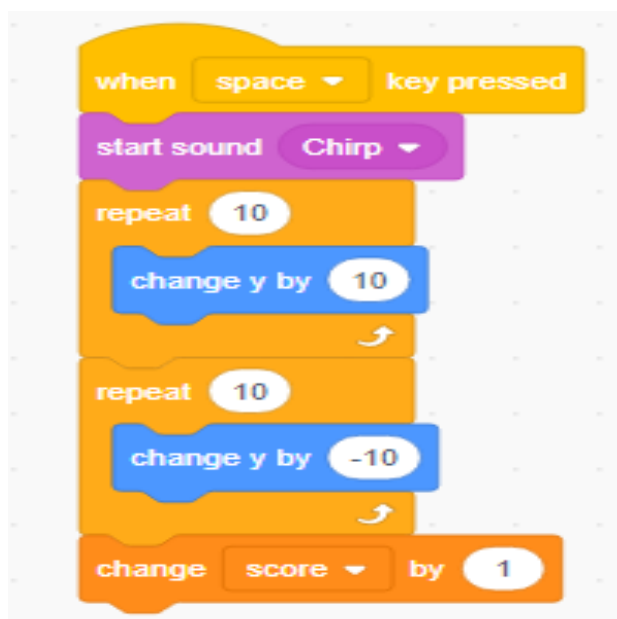 when space key pressed
start sound Chirp
repeat 10
change y by 10
repeat 10
change y by -10
change score by 1